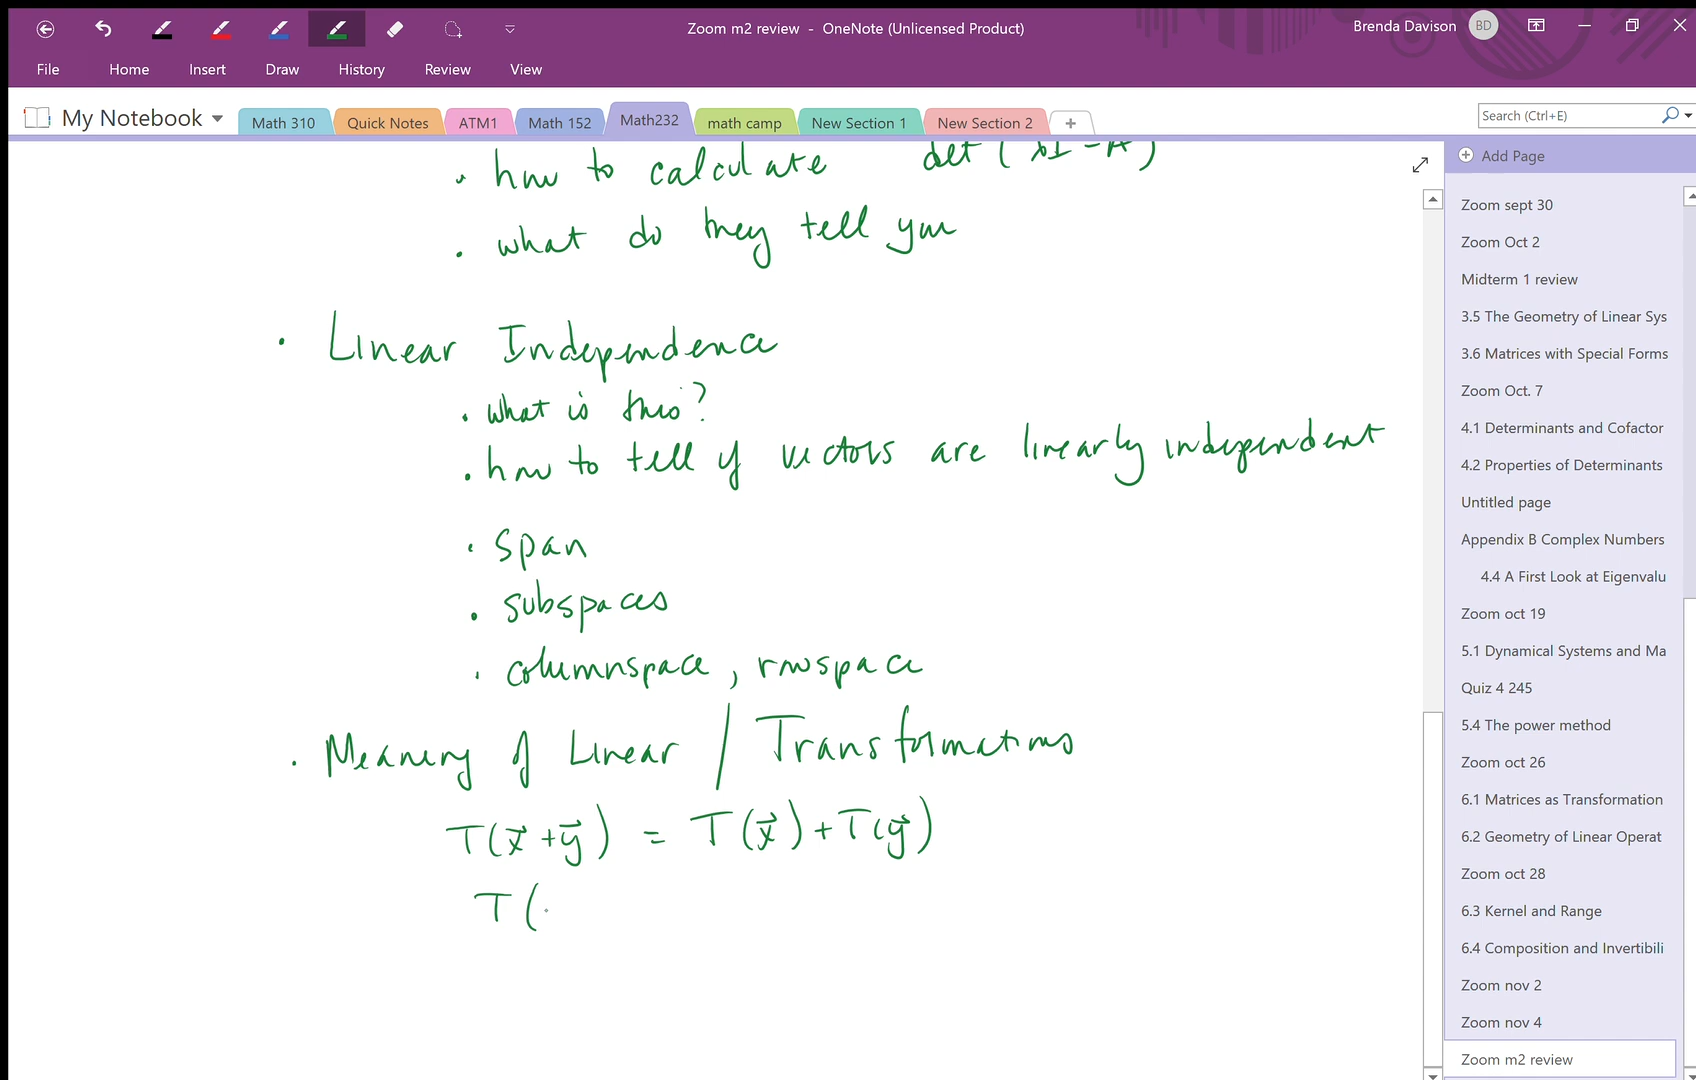 Zoom m2 review - OneNote (Unlicensed Product)
Brenda Davison BD
File Home Insert Draw History Review View
My Notebook Math 310 Quick Notes ATM1 Math 152 Math232 math camp New Section 1 New Section 2 +
Search (Ctrl+E)
Add Page
Zoom sept 30
Zoom Oct 2
Midterm 1 review
3.5 The Geometry of Linear Sys
3.6 Matrices with Special Forms
Zoom Oct. 7
4.1 Determinants and Cofactor
4.2 Properties of Determinants
Untitled page
Appendix B Complex Numbers
4.4 A First Look at Eigenvalu
Zoom oct 19
5.1 Dynamical Systems and Ma
Quiz 4 245
5.4 The power method
Zoom oct 26
6.1 Matrices as Transformation
6.2 Geometry of Linear Operat
Zoom oct 28
6.3 Kernel and Range
6.4 Composition and Invertibili
Zoom nov 2
Zoom nov 4
Zoom m2 review
· how to calculate det(λI-A)
· what do they tell you
· Linear Independence
· what is this?
· how to tell if vectors are linearly independent
· span
· subspaces
· columnspace, rowspace
· Meaning of Linear / Transformations
T(x⃗+y⃗) = T(x⃗)+T(y⃗)
T(